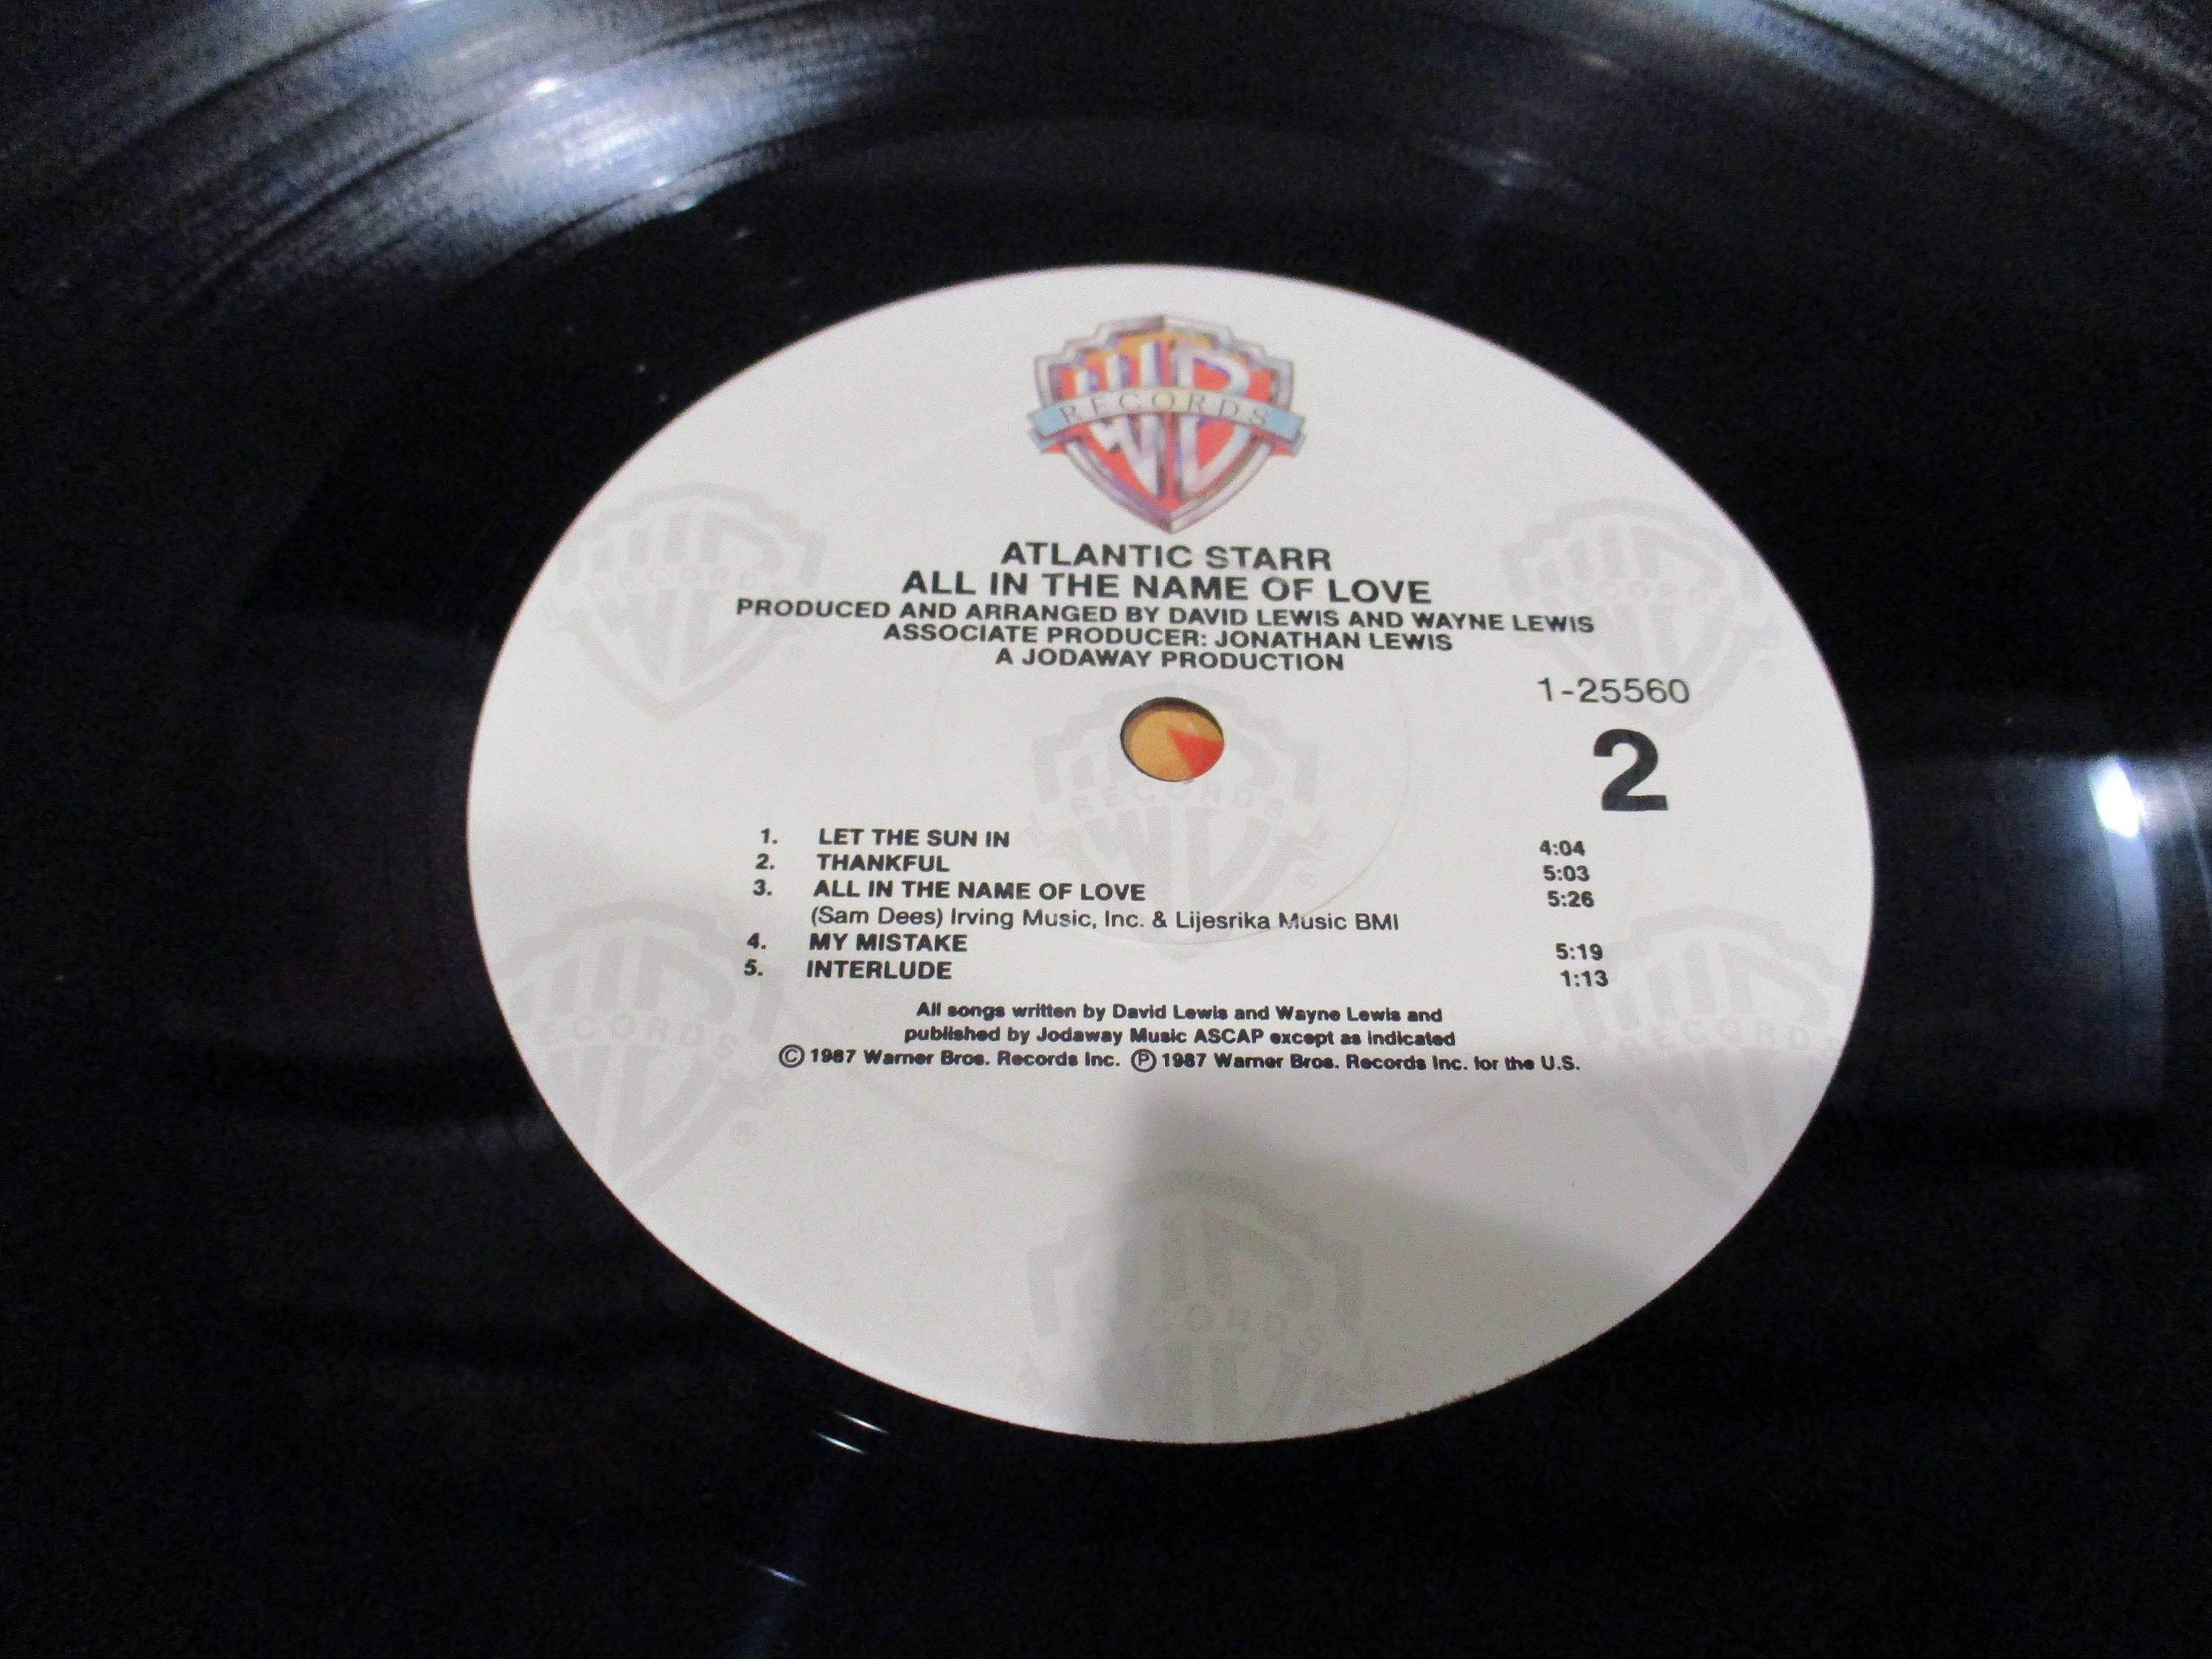 WB
RECORDS
ATLANTIC STARR
ALL IN THE NAME OF LOVE
PRODUCED AND ARRANGED BY DAVID LEWIS AND WAYNE LEWIS
ASSOCIATE PRODUCER: JONATHAN LEWIS
A JODAWAY PRODUCTION
1-25560
2
1. LET THE SUN IN 4:04
2. THANKFUL 5:03
3. ALL IN THE NAME OF LOVE 5:26
(Sam Dees) Irving Music, Inc. & Lijesrika Music BMI
4. MY MISTAKE 5:19
5. INTERLUDE 1:13
All songs written by David Lewis and Wayne Lewis and
published by Jodaway Music ASCAP except as indicated
© 1987 Warner Bros. Records Inc. ℗ 1987 Warner Bros. Records Inc. for the U.S.